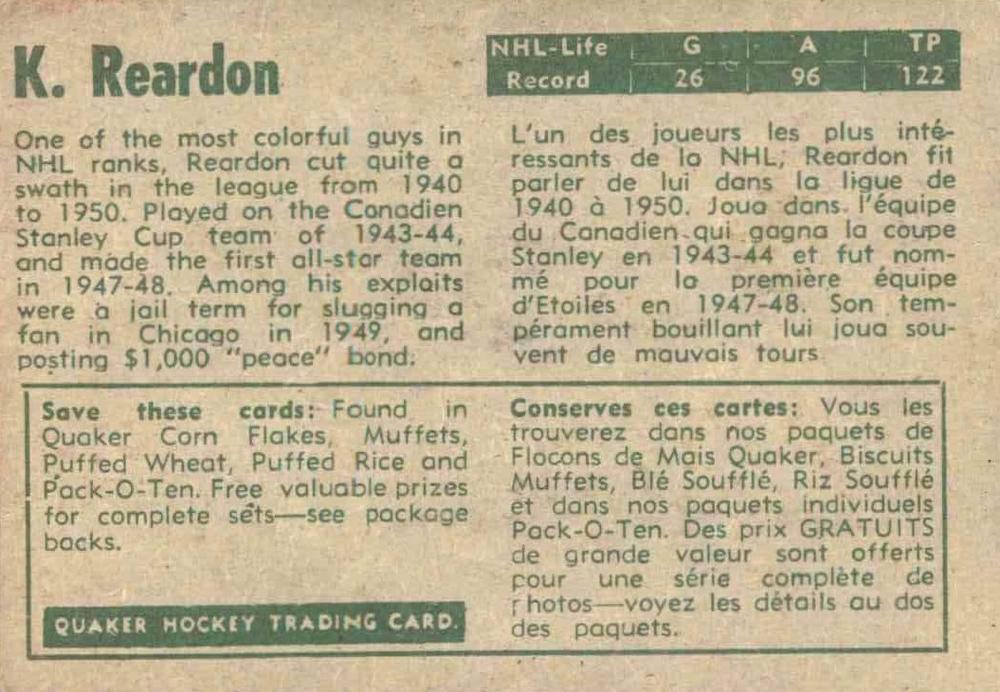 K. Reardon
NHL-Life G A TP
Record 26 96 122
One of the most colorful guys in
NHL ranks, Reardon cut quite a
swath in the league from 1940
to 1950. Played on the Canadien
Stanley Cup team of 1943-44,
and made the first all-star team
in 1947-48. Among his exploits
were a jail term for slugging a
fan in Chicago in 1949, and
posting $1,000 "peace" bond.
L'un des joueurs les plus inté-
ressants de la NHL, Reardon fit
parler de lui dans la ligue de
1940 à 1950. Joua dans l'équipe
du Canadien qui gagna la coupe
Stanley en 1943-44 et fut nom-
mé pour la première équipe
d'Etoiles en 1947-48. Son tem-
pérament bouillant lui joua sou-
vent de mauvais tours
Save these cards: Found in
Quaker Corn Flakes, Muffets,
Puffed Wheat, Puffed Rice and
Pack-O-Ten. Free valuable prizes
for complete sets—see package
backs.
QUAKER HOCKEY TRADING CARD.
Conserves ces cartes: Vous les
trouverez dans nos paquets de
Flocons de Mais Quaker, Biscuits
Muffets, Blé Soufflé, Riz Soufflé
et dans nos paquets individuels
Pack-O-Ten. Des prix GRATUITS
de grande valeur sont offerts
pour une série complète de
photos—voyez les détails au dos
des paquets.